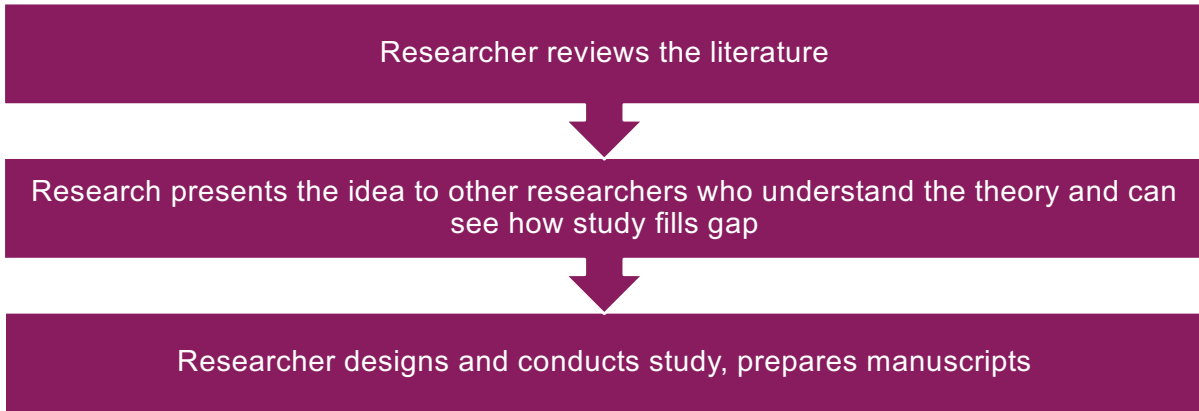 Researcher reviews the literature
Research presents the idea to other researchers who understand the theory and can
see how study fills gap
Researcher designs and conducts study, prepares manuscripts